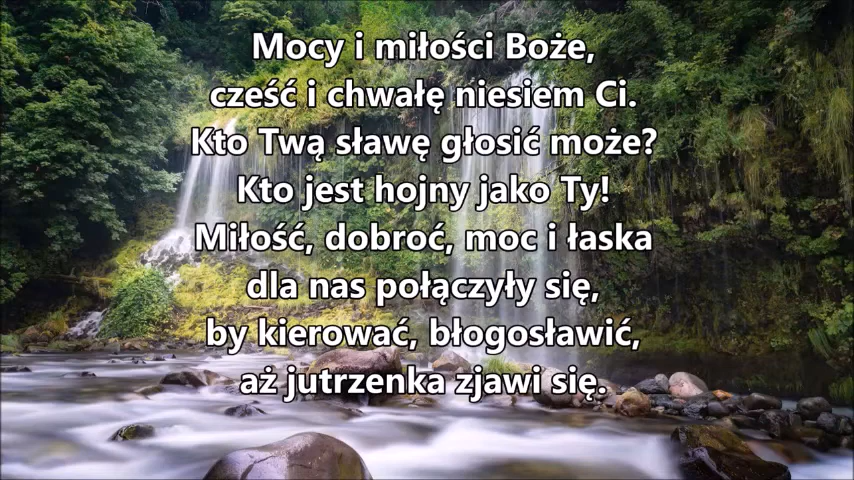 Mocy i miłości Boże,
cześć i chwałę niesiem Ci.
Kto Twą sławę głosić może?
Kto jest hojny jako Ty!
Miłość, dobroć, moc i łaska
dla nas połączyły się,
by kierować, błogosławić,
aż jutrzenka zjawi się.